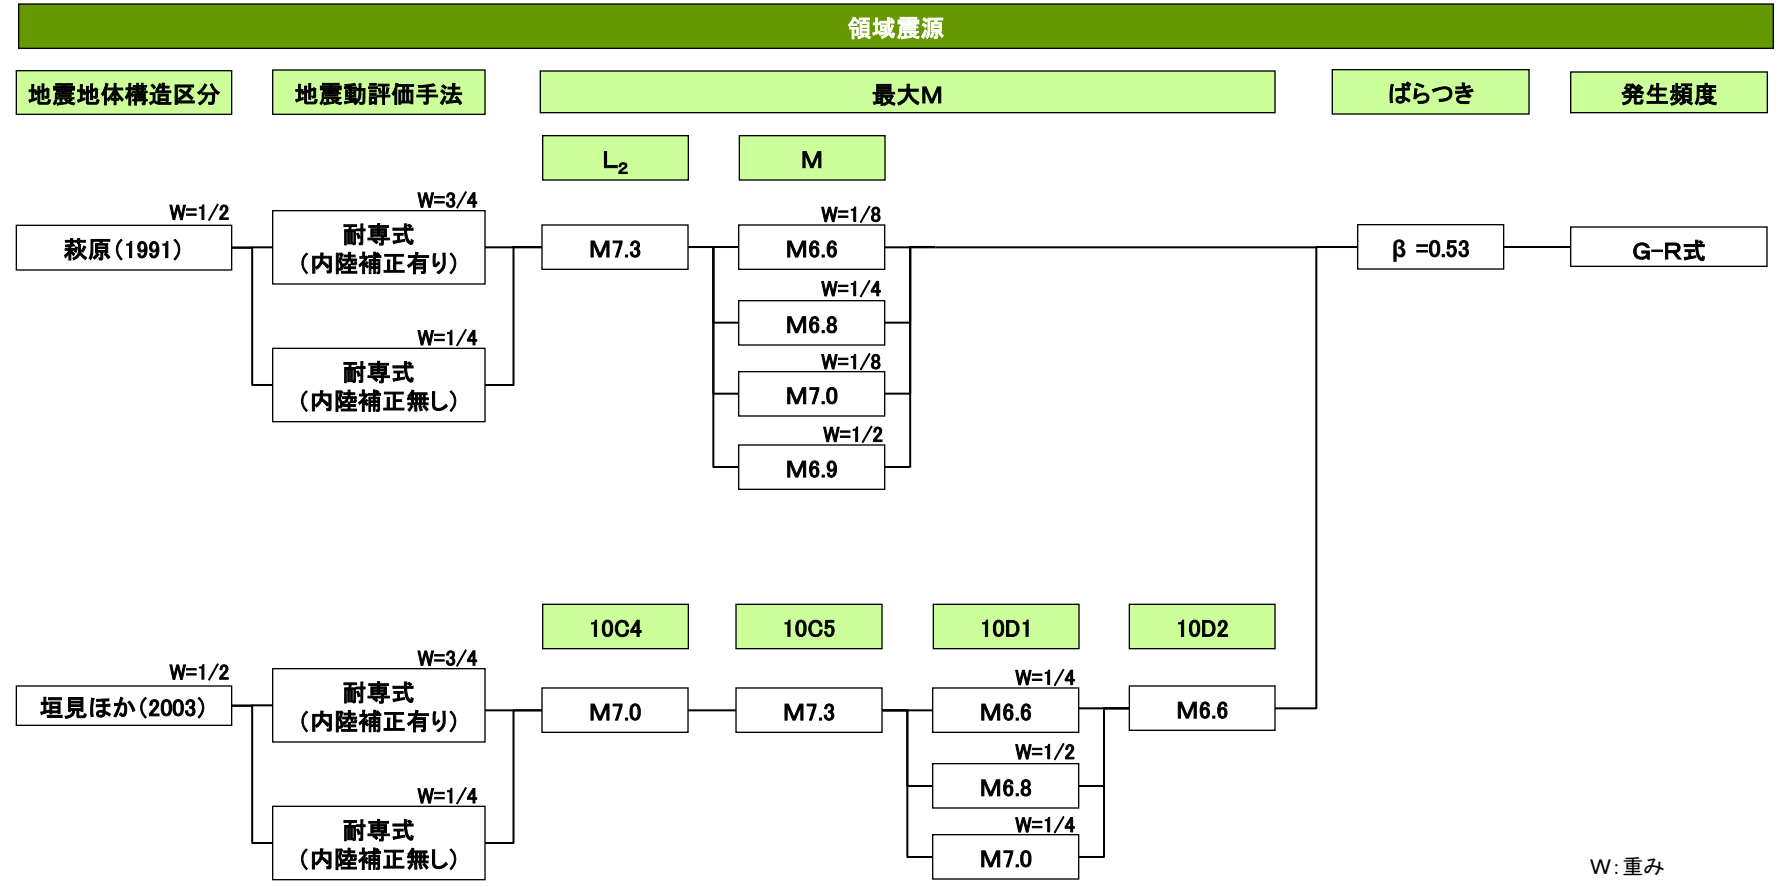 領域震源
地震地体構造区分
地震動評価手法
最大M
ばらつき
発生頻度
L₂
M
W=1/2
萩原(1991)
W=3/4
耐専式
(内陸補正有り)
W=1/4
耐専式
(内陸補正無し)
M7.3
W=1/8
M6.6
W=1/4
M6.8
W=1/8
M7.0
W=1/2
M6.9
β =0.53
G-R式
10C4
10C5
10D1
10D2
W=1/2
垣見ほか(2003)
W=3/4
耐専式
(内陸補正有り)
W=1/4
耐専式
(内陸補正無し)
M7.0
M7.3
W=1/4
M6.6
W=1/2
M6.8
W=1/4
M7.0
M6.6
W:重み